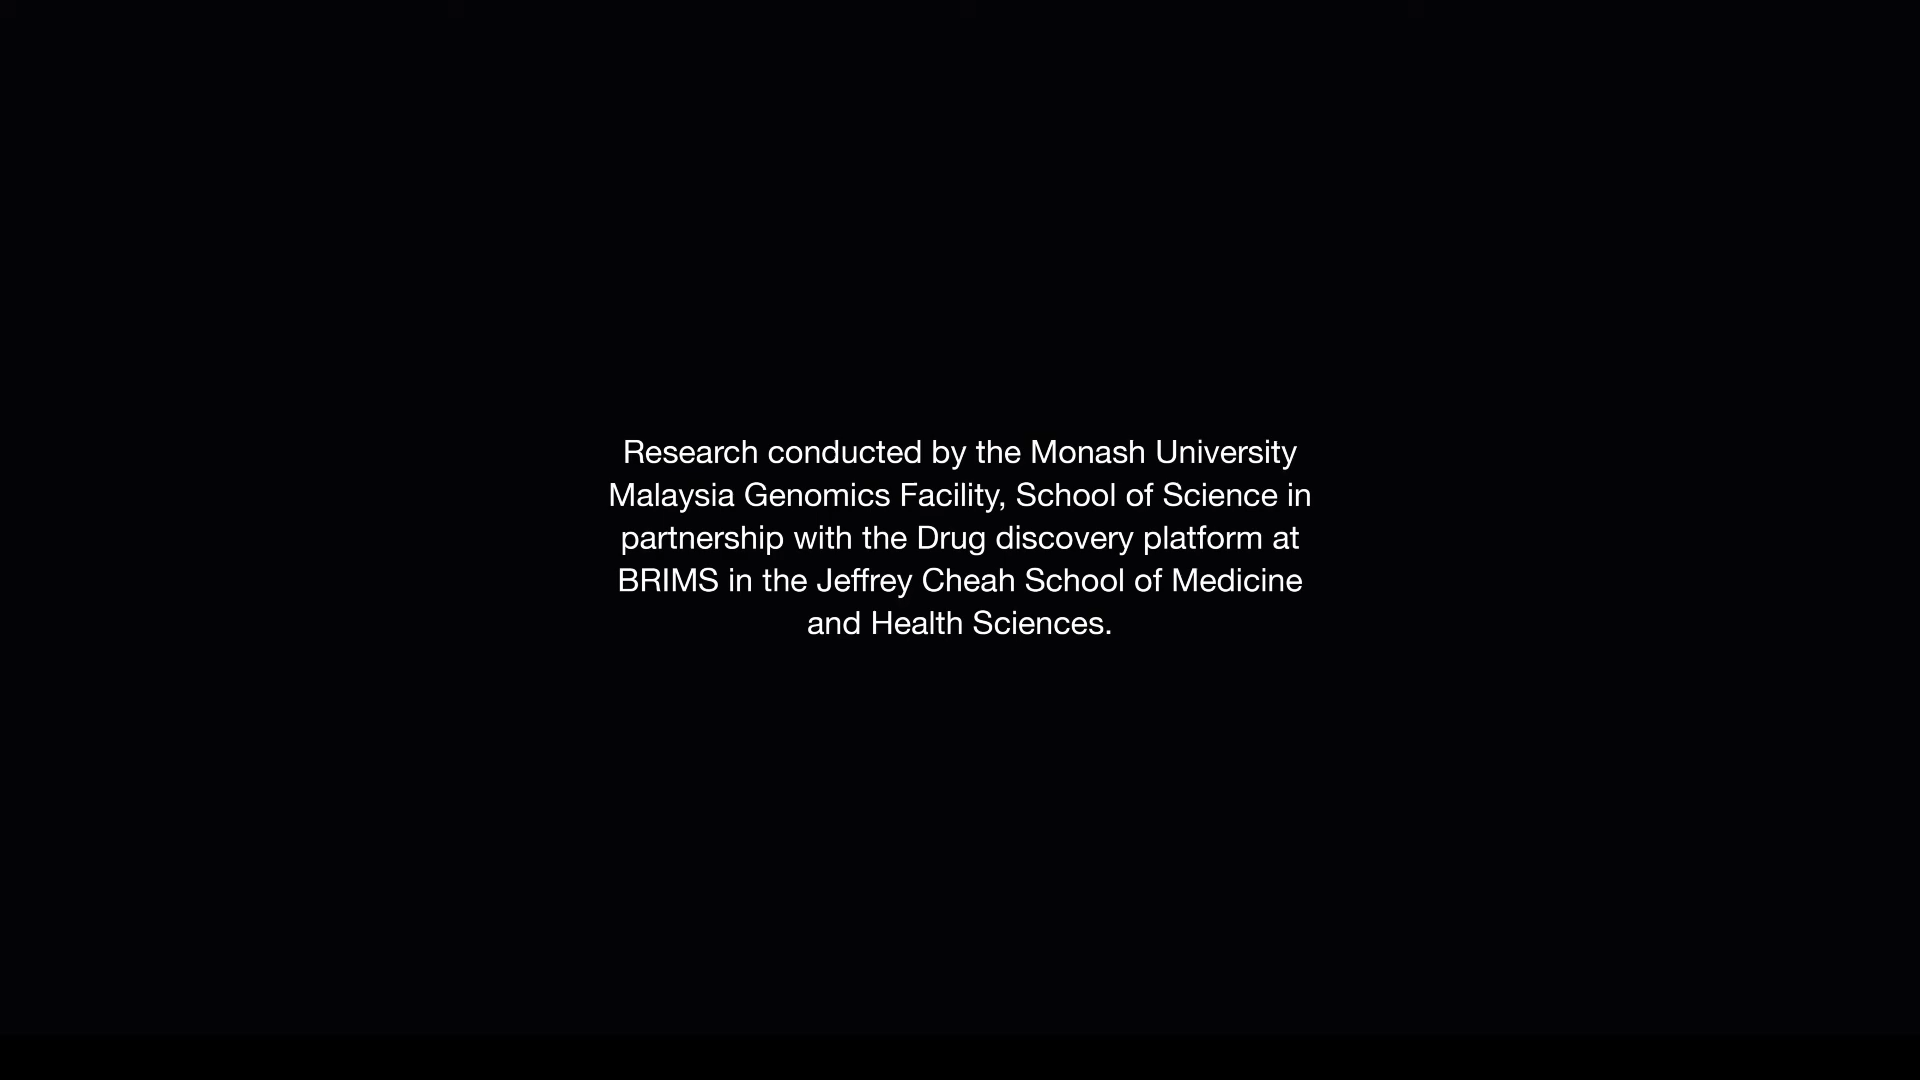 Research conducted by the Monash University
Malaysia Genomics Facility, School of Science in
partnership with the Drug discovery platform at
BRIMS in the Jeffrey Cheah School of Medicine
and Health Sciences.